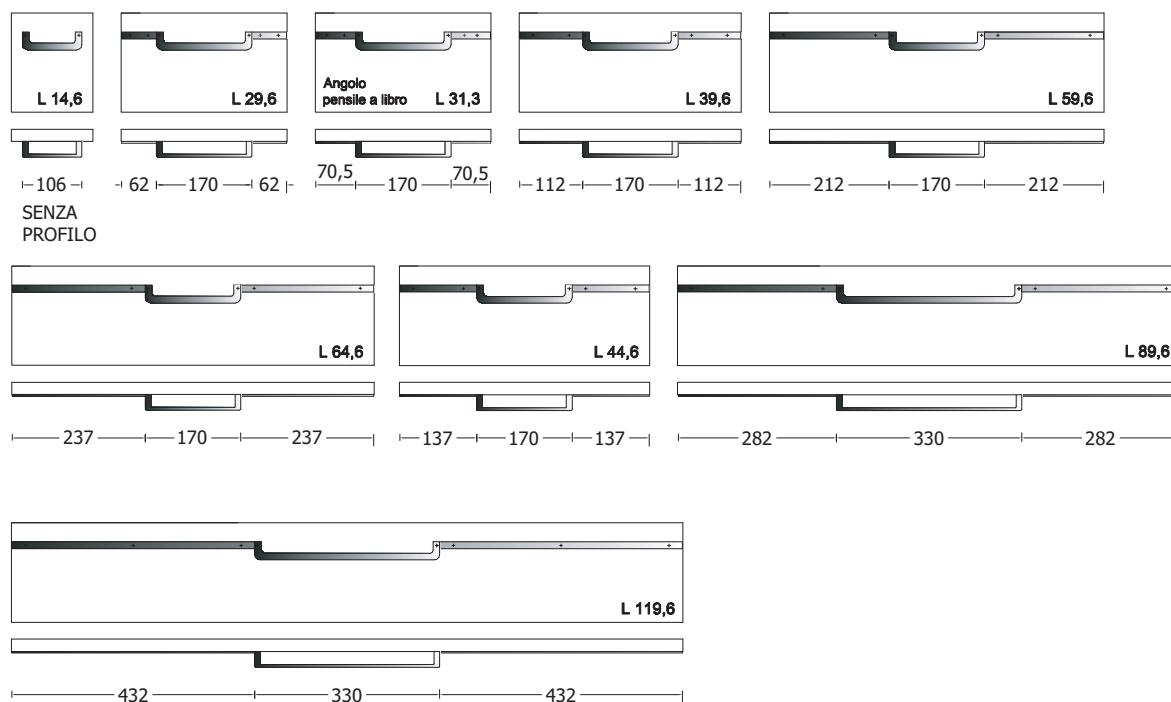 L 14,6
L 29,6
Angolo
pensile a libro L 31,3
L 39,6
L 59,6
106
62 170 62
70,5 170 70,5
112 170 112
212 170 212
SENZA
PROFILO
L 64,6
L 44,6
L 89,6
237 170 237
137 170 137
282 330 282
L 119,6
432 330 432